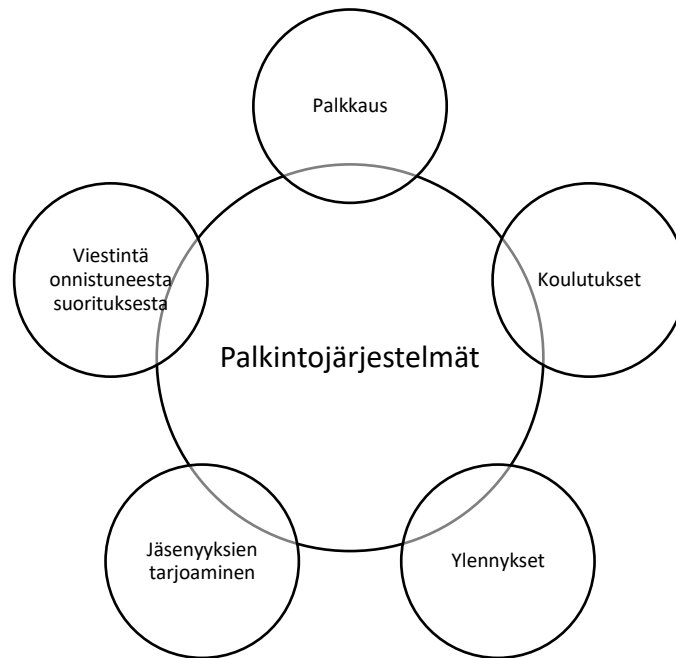 Palkkaus
Viestintä
onnistuneesta
suorituksesta
Koulutukset
Palkintojärjestelmät
Jäsenyyksien
tarjoaminen
Ylennykset